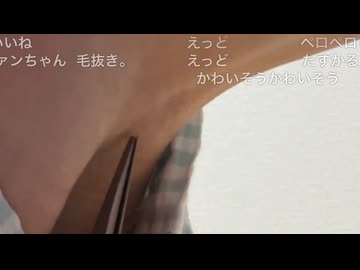 いいね えっど ペロペロ
ァンちゃん 毛抜き。 えっど たすかる
かわいそうかわいそう